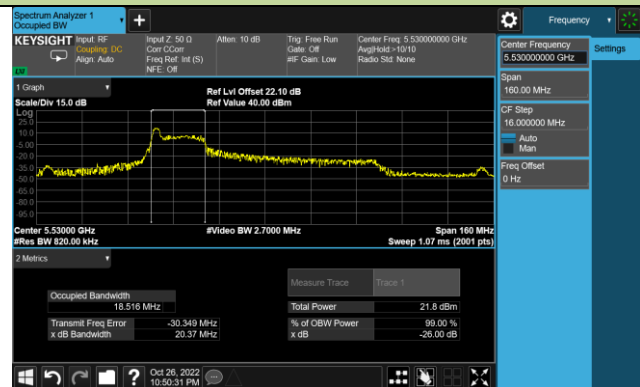 Spectrum Analyzer 1
Occupied BW
Frequency
KEYSIGHT Input: RF
Coupling: DC
Align: Auto
Input Z: 50 Ω
Corr CCorr
Freq Ref: Int (S)
NFE: Off
Atten: 10 dB
Trig: Free Run
Gate: Off
#IF Gain: Low
Center Freq: 5.530000000 GHz
Avg|Hold:>10/10
Radio Std: None
Center Frequency
5.530000000 GHz
Settings
Span
160.00 MHz
CF Step
16.000000 MHz
Auto
Man
Freq Offset
0 Hz
1 Graph
Scale/Div 15.0 dB
Ref Lvl Offset 22.10 dB
Ref Value 40.00 dBm
Log
25.0
10.0
-5.00
-20.0
-35.0
-50.0
-65.0
-80.0
-95.0
Center 5.53000 GHz
#Res BW 820.00 kHz
#Video BW 2.7000 MHz
Span 160 MHz
Sweep 1.07 ms (2001 pts)
2 Metrics
Measure Trace Trace 1
Occupied Bandwidth
18.516 MHz
Total Power 21.8 dBm
Transmit Freq Error -30.349 MHz
% of OBW Power 99.00 %
x dB Bandwidth 20.37 MHz
x dB -26.00 dB
Oct 26, 2022
10:50:31 PM